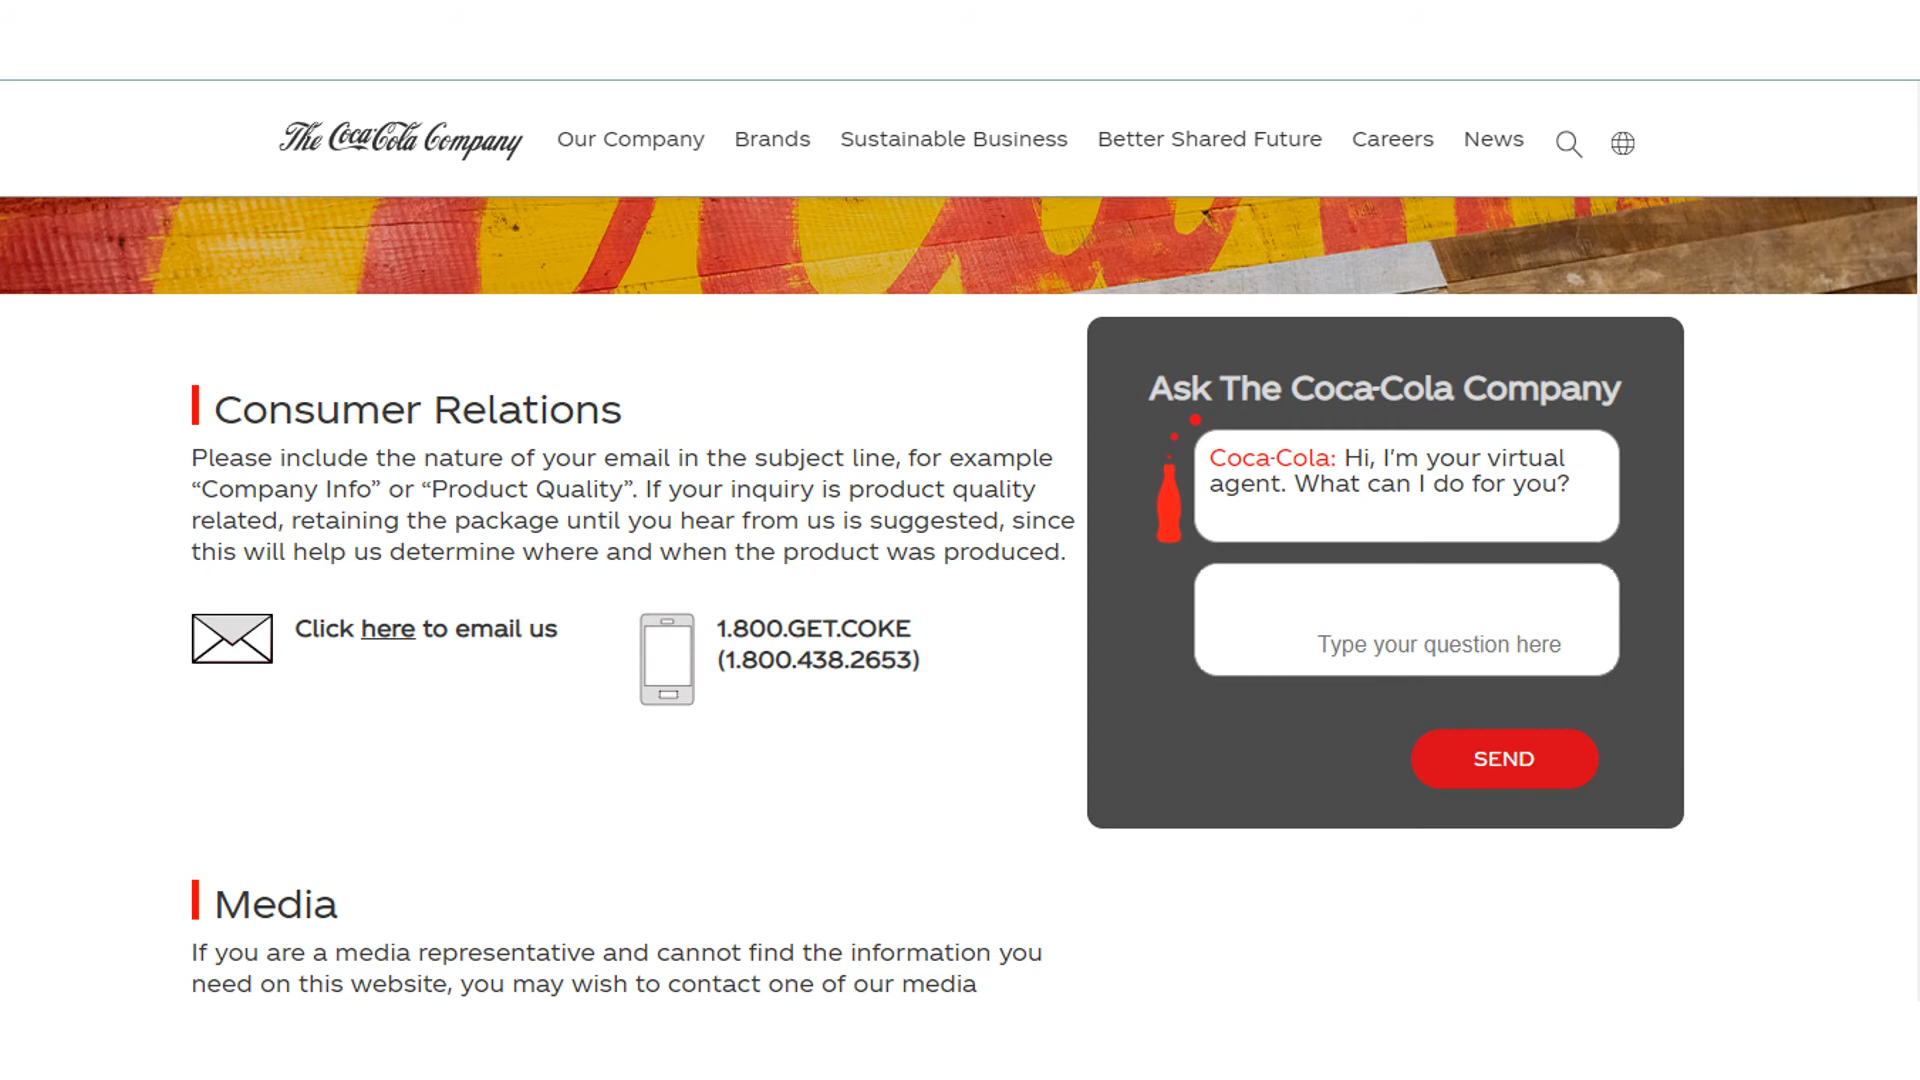 The Coca-Cola Company
Our Company
Brands
Sustainable Business
Better Shared Future
Careers
News
Consumer Relations
Please include the nature of your email in the subject line, for example
“Company Info” or “Product Quality”. If your inquiry is product quality
related, retaining the package until you hear from us is suggested, since
this will help us determine where and when the product was produced.
Click here to email us
1.800.GET.COKE
(1.800.438.2653)
Ask The Coca-Cola Company
Coca-Cola: Hi, I’m your virtual
agent. What can I do for you?
Type your question here
SEND
Media
If you are a media representative and cannot find the information you
need on this website, you may wish to contact one of our media